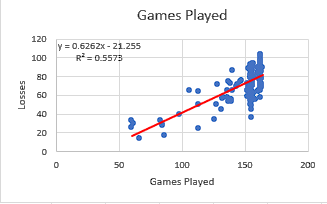 Games Played
y = 0.6262x - 21.255
R² = 0.5573
120
100
80
60
40
20
0
Losses
0 50 100 150 200
Games Played